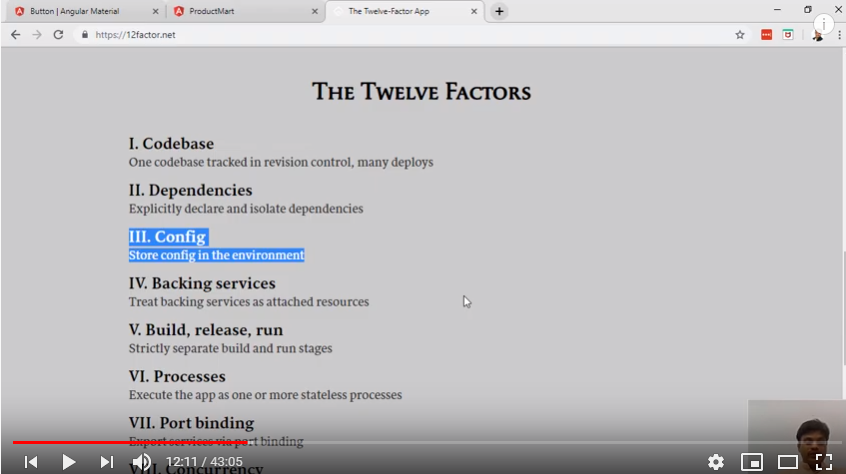 Button | Angular Material
ProductMart
The Twelve-Factor App
https://12factor.net
THE TWELVE FACTORS
I. Codebase
One codebase tracked in revision control, many deploys
II. Dependencies
Explicitly declare and isolate dependencies
III. Config
Store config in the environment
IV. Backing services
Treat backing services as attached resources
V. Build, release, run
Strictly separate build and run stages
VI. Processes
Execute the app as one or more stateless processes
VII. Port binding
Export services via port binding
VIII. Concurrency
12:11 / 43:05